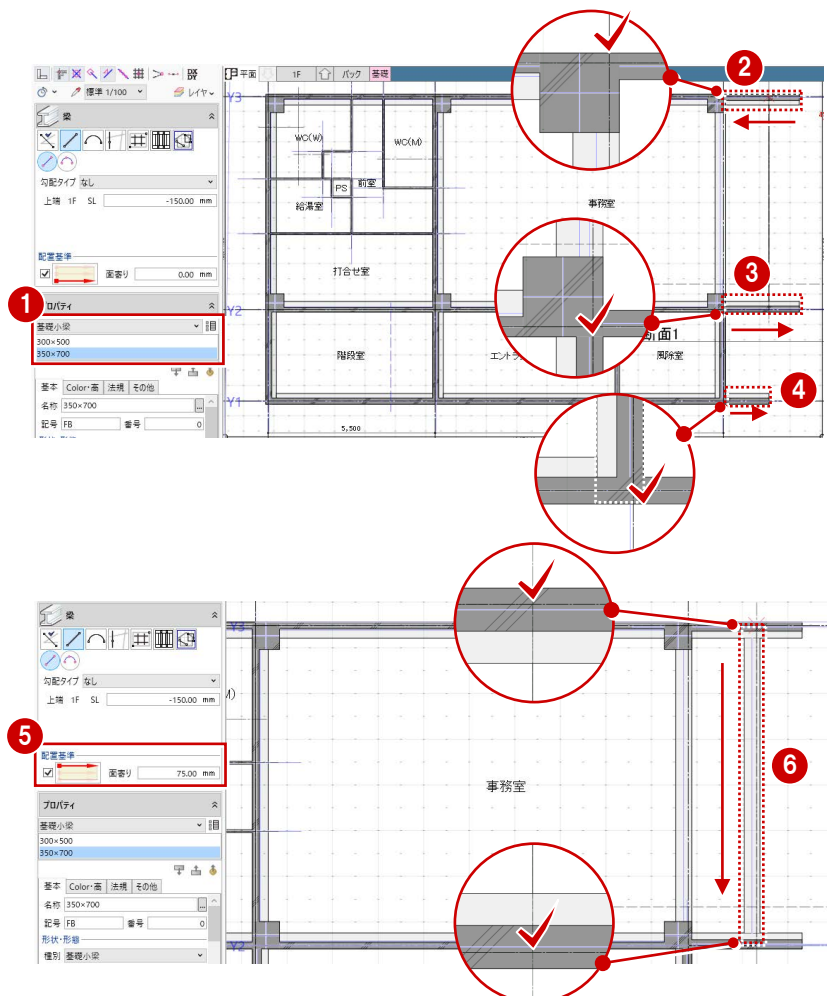 平面 1F パック 基礎
標準 1/100 レイヤ
2
梁
Y3
WC(W)
WC(M)
勾配タイプ なし
PS 前室
上端 1F SL -150.00 mm
給湯室
事務室
配置基準
打合せ室
面寄り 0.00 mm
3
1
プロパティ
Y2
基礎小梁
300×500
断面1
350×700
階段室
エントラ
風除室
4
基本 Color・高 法規 その他
名称 350×700 ...
Y1
記号 FB 番号 0
5,500
梁
Y3
勾配タイプ なし
上端 1F SL -150.00 mm
M)
5
配置基準
面寄り 75.00 mm
6
事務室
プロパティ
基礎小梁
300×500
350×700
基本 Color・高 法規 その他
名称 350×700 ...
記号 FB 番号 0
形状・形態
Y2
種別 基礎小梁